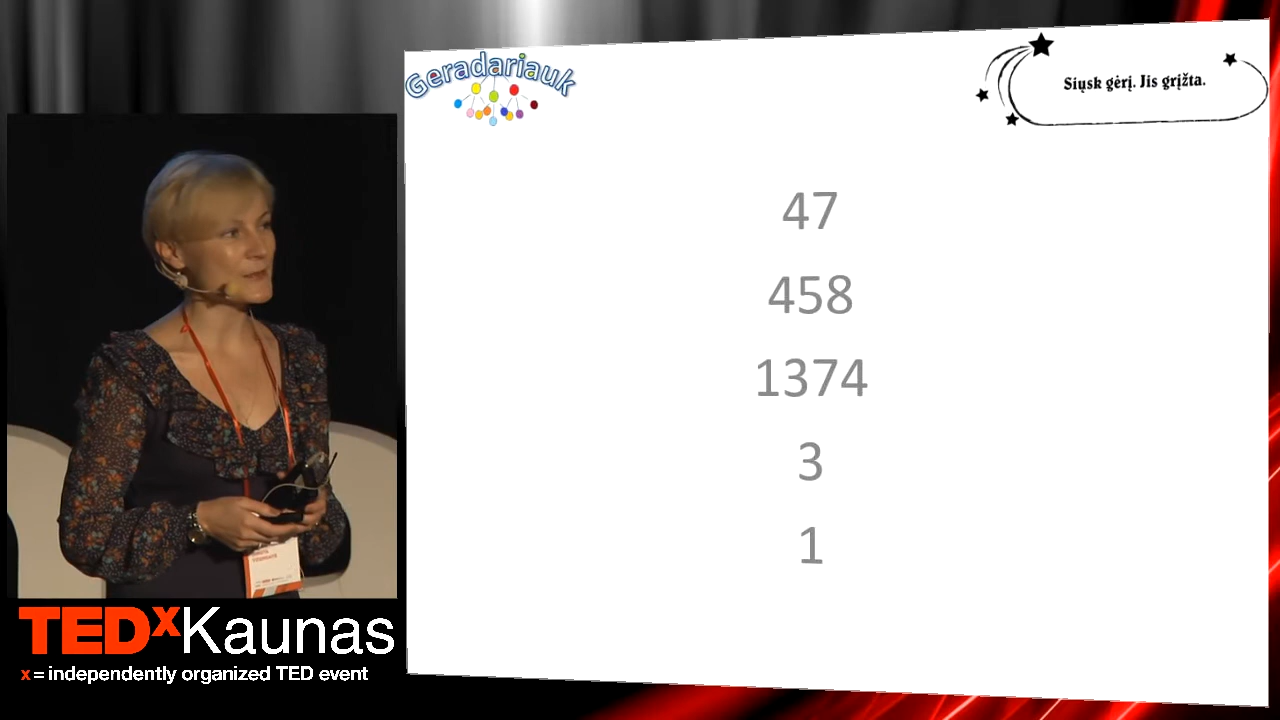 Geradariauk
Siųsk gėrį. Jis grįžta.
47
458
1374
3
1
TEDxKaunas
x = independently organized TED event